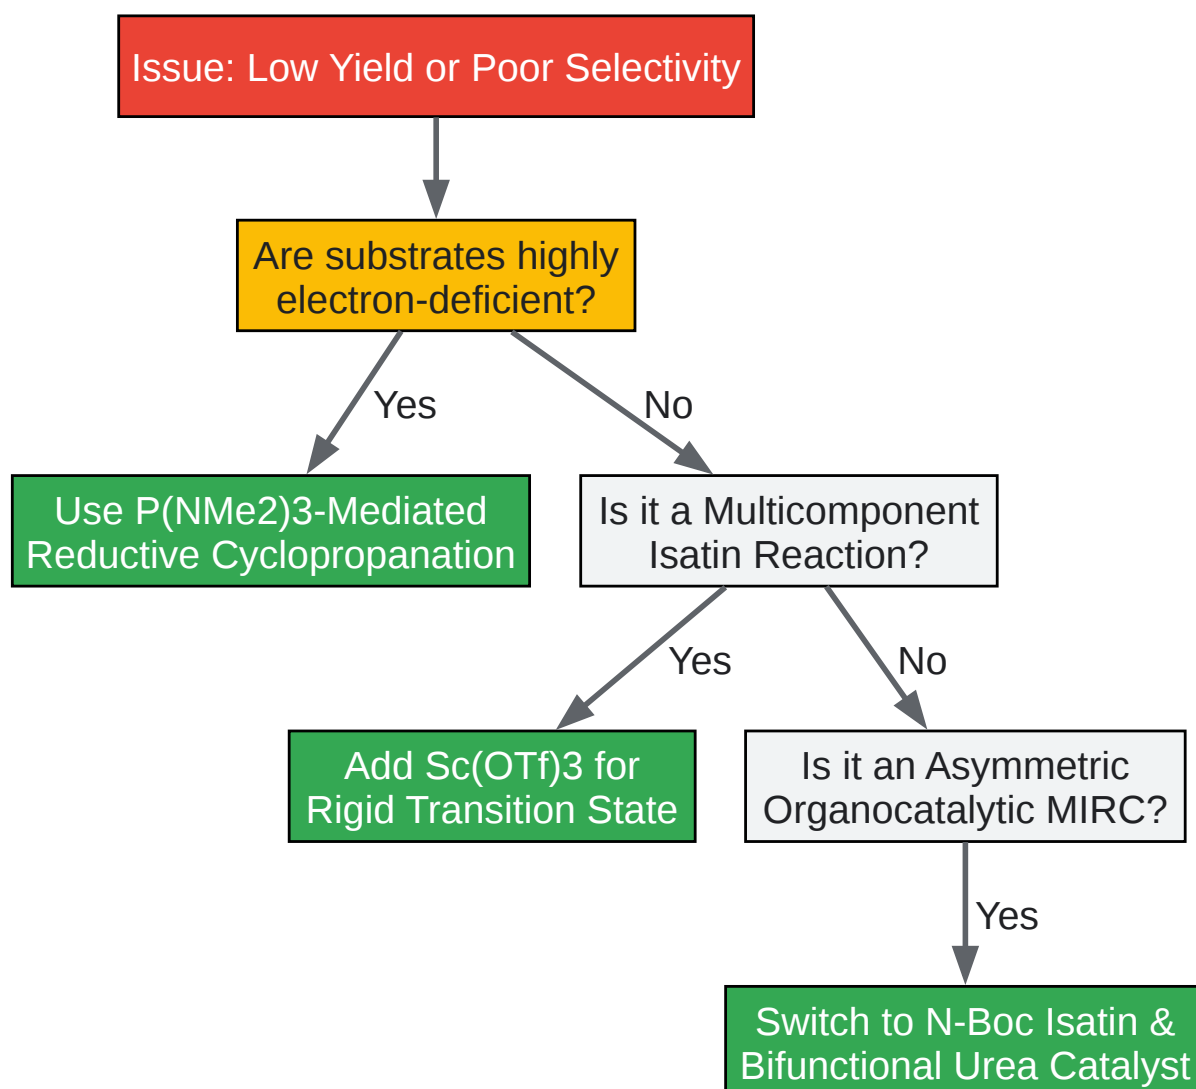 Issue: Low Yield or Poor Selectivity
Are substrates highly
electron-deficient?
Yes
No
Use P(NMe2)3-Mediated
Reductive Cyclopropanation
Is it a Multicomponent
Isatin Reaction?
Yes
No
Add Sc(OTf)3 for
Rigid Transition State
Is it an Asymmetric
Organocatalytic MIRC?
Yes
Switch to N-Boc Isatin &
Bifunctional Urea Catalyst